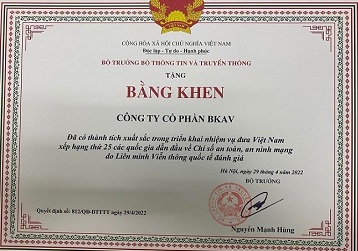 CỘNG HÒA XÃ HỘI CHỦ NGHĨA VIỆT NAM
Độc lập - Tự do - Hạnh phúc
BỘ TRƯỞNG BỘ THÔNG TIN VÀ TRUYỀN THÔNG
TẶNG
BẰNG KHEN
CÔNG TY CỔ PHẦN BKAV
Đã có thành tích xuất sắc trong triển khai nhiệm vụ đưa Việt Nam
xếp hạng thứ 25 các quốc gia dẫn đầu về Chỉ số an toàn, an ninh mạng
do Liên minh Viễn thông quốc tế đánh giá
Hà Nội, ngày 29 tháng 4 năm 2022
BỘ TRƯỞNG
Quyết định số: 812/QĐ-BTTTT ngày 29/4/2022
Nguyễn Mạnh Hùng